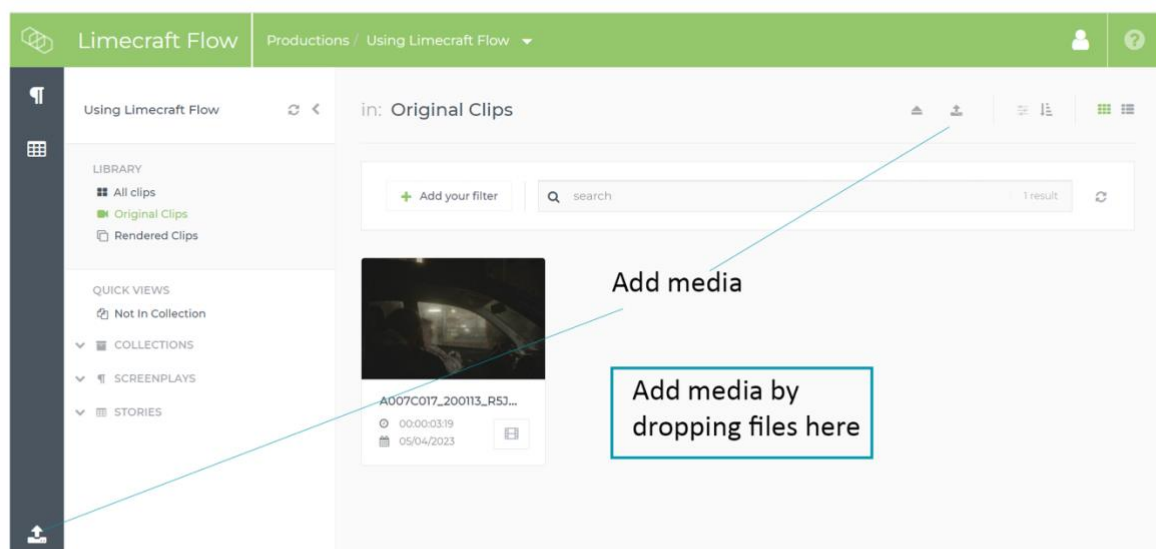 Limecraft Flow
Productions / Using Limecraft Flow
Using Limecraft Flow
in: Original Clips
LIBRARY
All clips
Original Clips
Rendered Clips
+ Add your filter
search
1 result
QUICK VIEWS
Not In Collection
COLLECTIONS
SCREENPLAYS
STORIES
A007C017_200113_R5J...
00:00:03:19
05/04/2023
Add media
Add media by
dropping files here